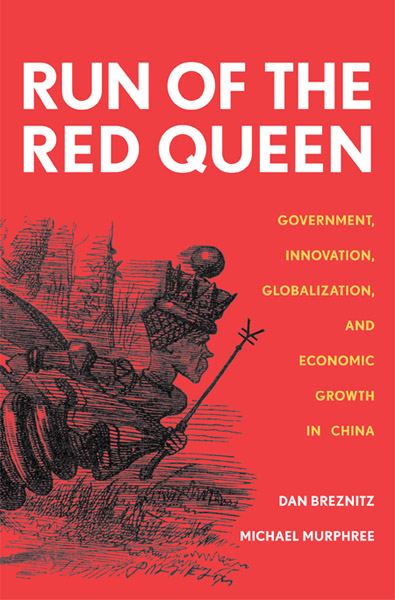 RUN OF THE
RED QUEEN
GOVERNMENT,
INNOVATION,
GLOBALIZATION,
AND
ECONOMIC
GROWTH
IN CHINA
DAN BREZNITZ
MICHAEL MURPHREE